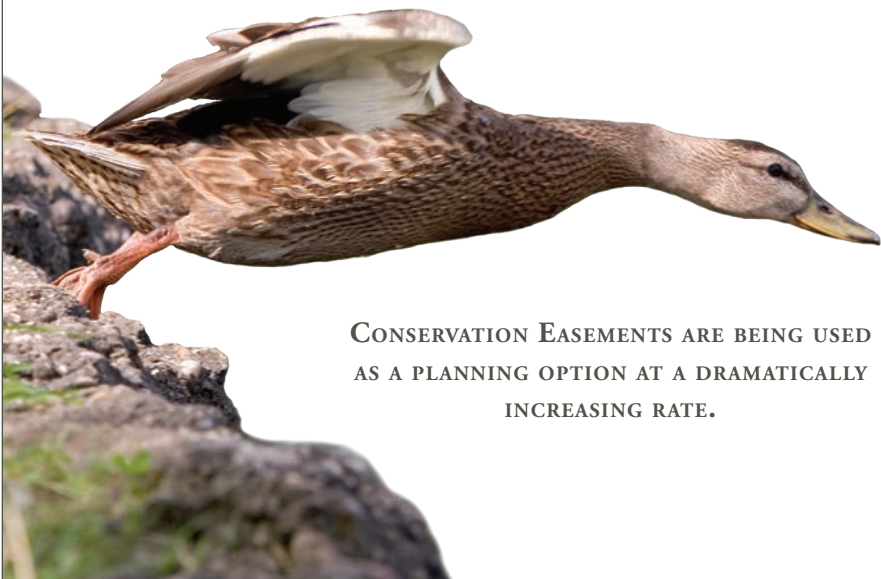 Conservation Easements are being used
as a planning option at a dramatically
increasing rate.